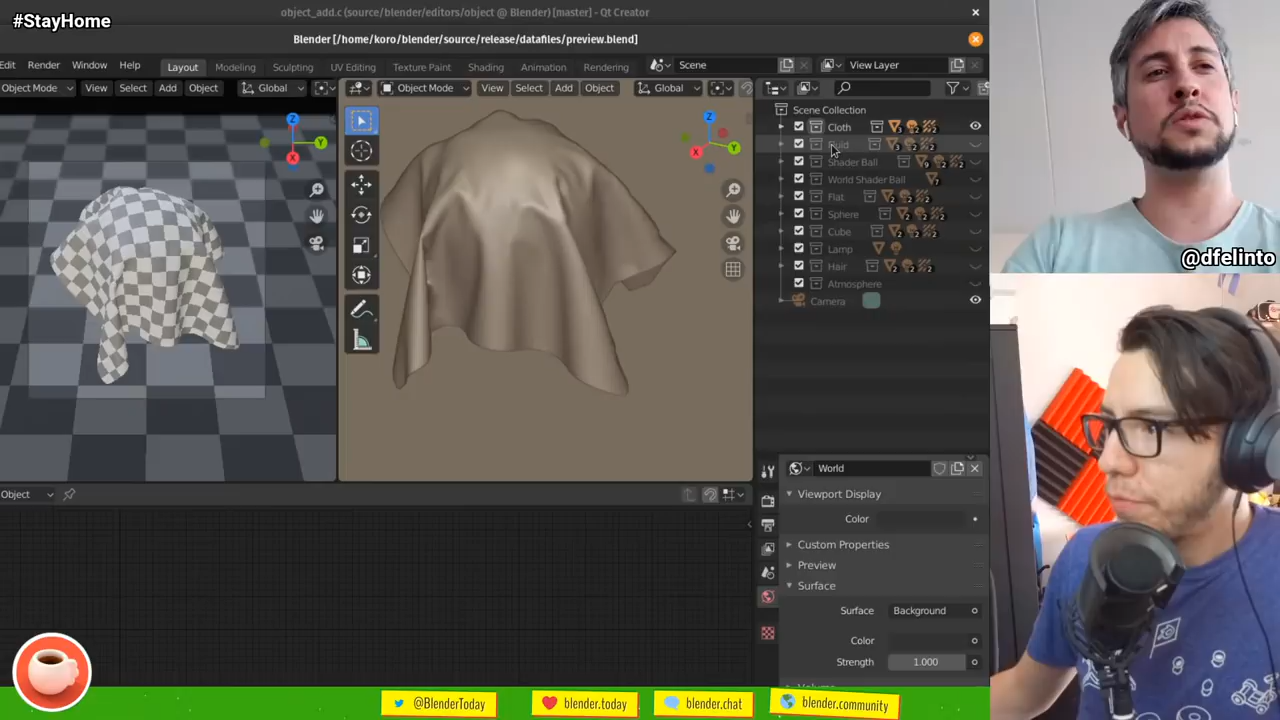 #StayHome
object_add.c (source/blender/editors/object @ Blender) [master] - Qt Creator
Blender [/home/koro/blender/source/release/datafiles/preview.blend]
Edit Render Window Help Layout Modeling Sculpting UV Editing Texture Paint Shading Animation Rendering Scene View Layer
Object Mode View Select Add Object Global
Object Mode View Select Add Object Global
Z
Y
X
Z
Y
X
Scene Collection
Cloth
Fluid
Shader Ball
World Shader Ball
Flat
Sphere
Cube
Lamp
Hair
Atmosphere
Camera
@dfelinto
World
Object
Viewport Display
Color
Custom Properties
Preview
Surface
Surface Background
Color
Strength 1.000
@BlenderToday
blender.today
blender.chat
blender.community